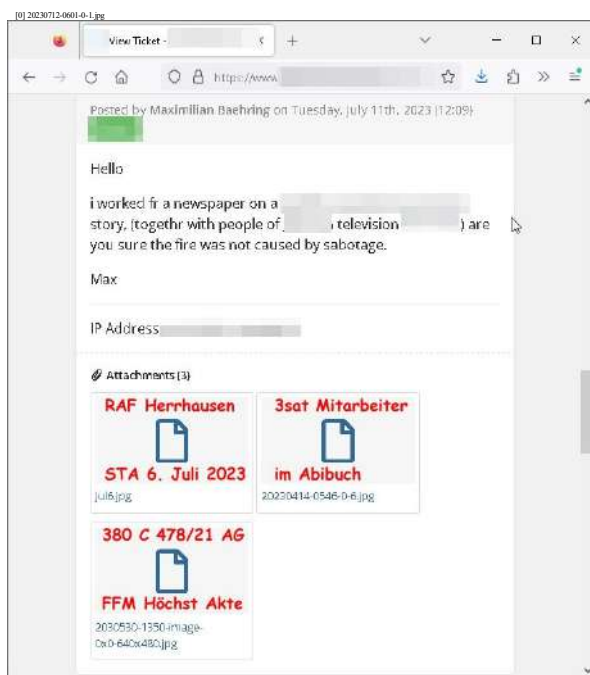 [0] 20230712-0601-0-1.jpg
View Ticket -
https://www.
Posted by Maximilian Baehring on Tuesday, July 11th, 2023 (12:09)
Hello
i worked fr a newspaper on a
story, (togethr with people of television ) are
you sure the fire was not caused by sabotage.
Max
IP Address
Attachments (3)
RAF Herrhausen
STA 6. Juli 2023
jul6.jpg
3sat Mitarbeiter
im Abibuch
20230414-0546-0-6.jpg
380 C 478/21 AG
FFM Höchst Akte
2030530-1350-image-
0x0-640x480.jpg